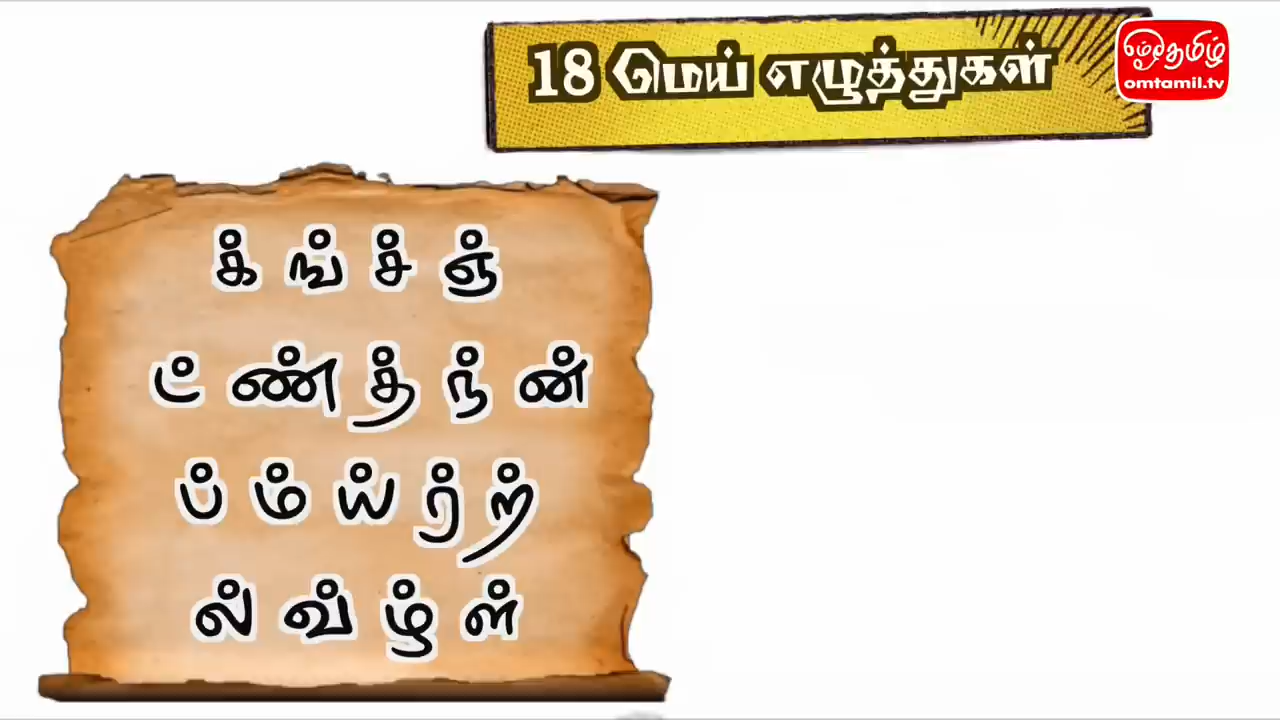 18 மெய் எழுத்துகள்
ஓம்தமிழ்
omtamil.tv
க் ங் ச் ஞ்
ட் ண் த் ந் ன்
ப் ம் ய் ர் ற்
ல் வ் ழ் ள்